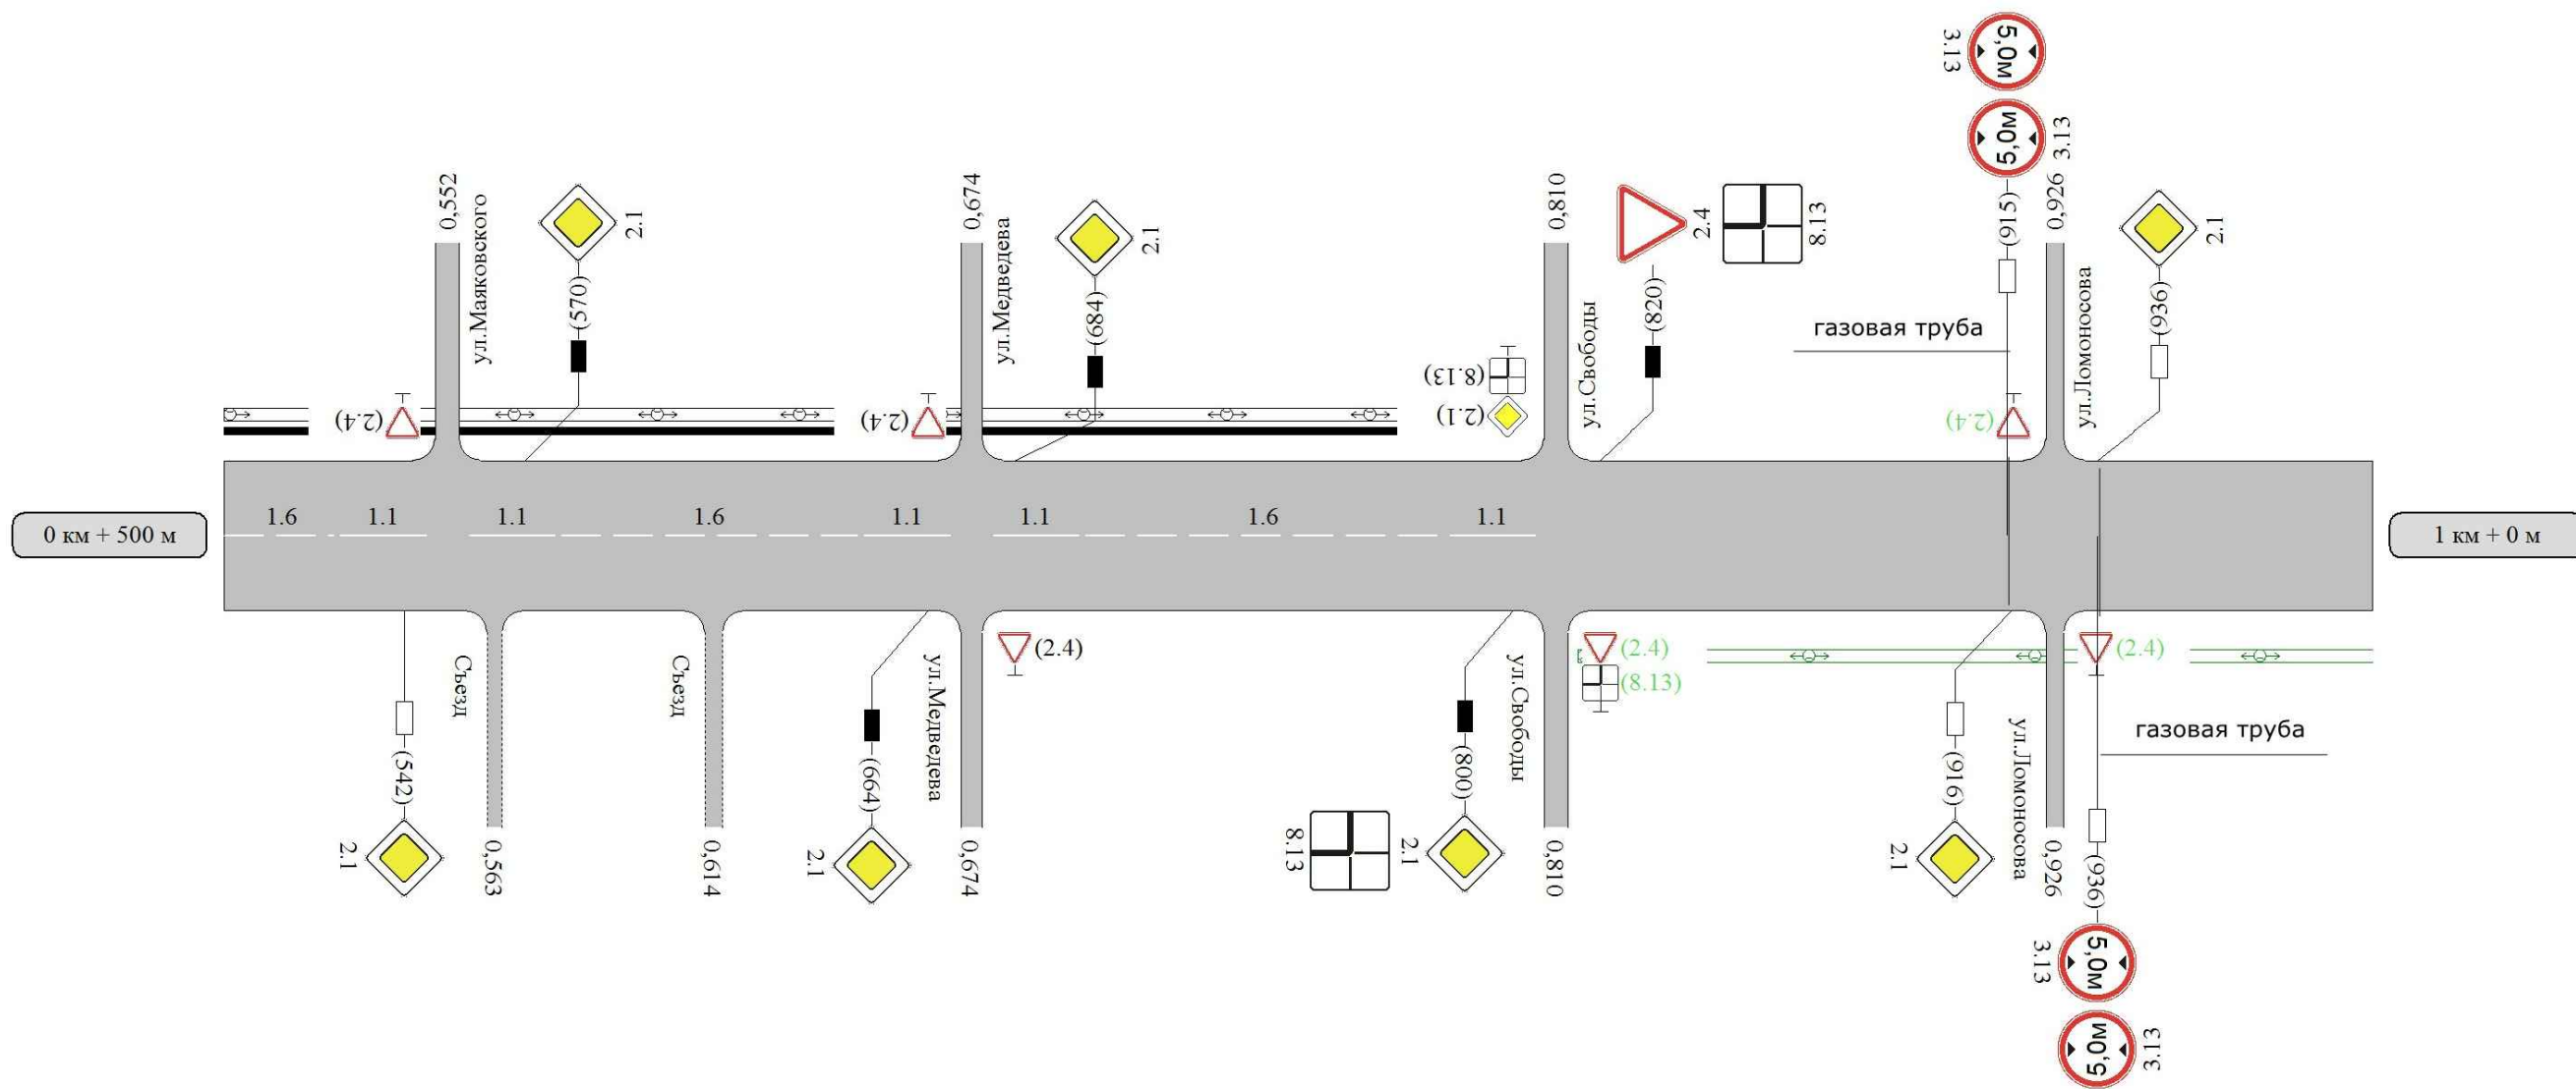 3.13
5,0м
5,0м
3.13
0,552
ул.Маяковского
2.1
(570)
0,674
ул.Медведева
2.1
(684)
0,810
ул.Свободы
2.4
8.13
(820)
(915)
0,926
ул.Ломоносова
2.1
(936)
газовая труба
(2.4)
(2.4)
(8.13)
(2.1)
(2.4)
0 км + 500 м
1.6
1.1
1.1
1.6
1.1
1.1
1.6
1.1
1 км + 0 м
(2.4)
(2.4)
(8.13)
(2.4)
газовая труба
(542)
2.1
Съезд
0,563
Съезд
0,614
(664)
2.1
ул.Медведева
0,674
8.13
2.1
(800)
ул.Свободы
0,810
2.1
(916)
ул.Ломоносова
0,926
(936)
3.13
5,0м
5,0м
3.13